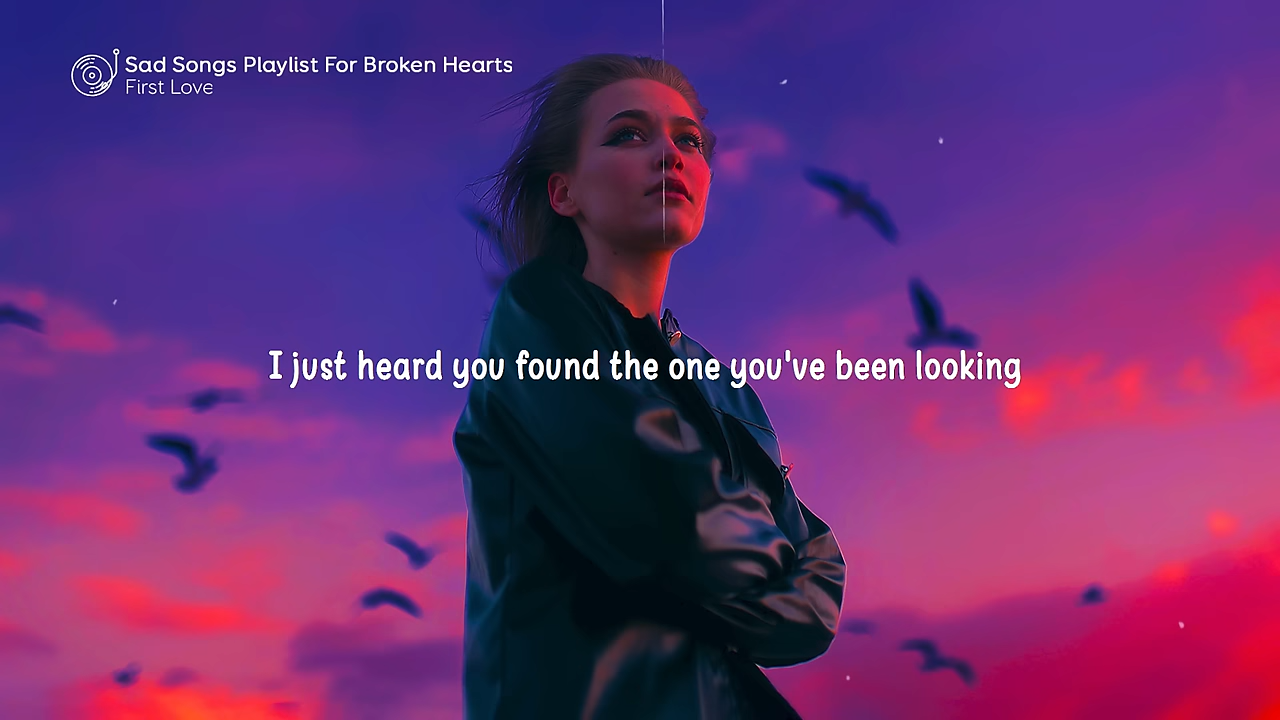 Sad Songs Playlist For Broken Hearts
First Love
I just heard you found the one you've been looking